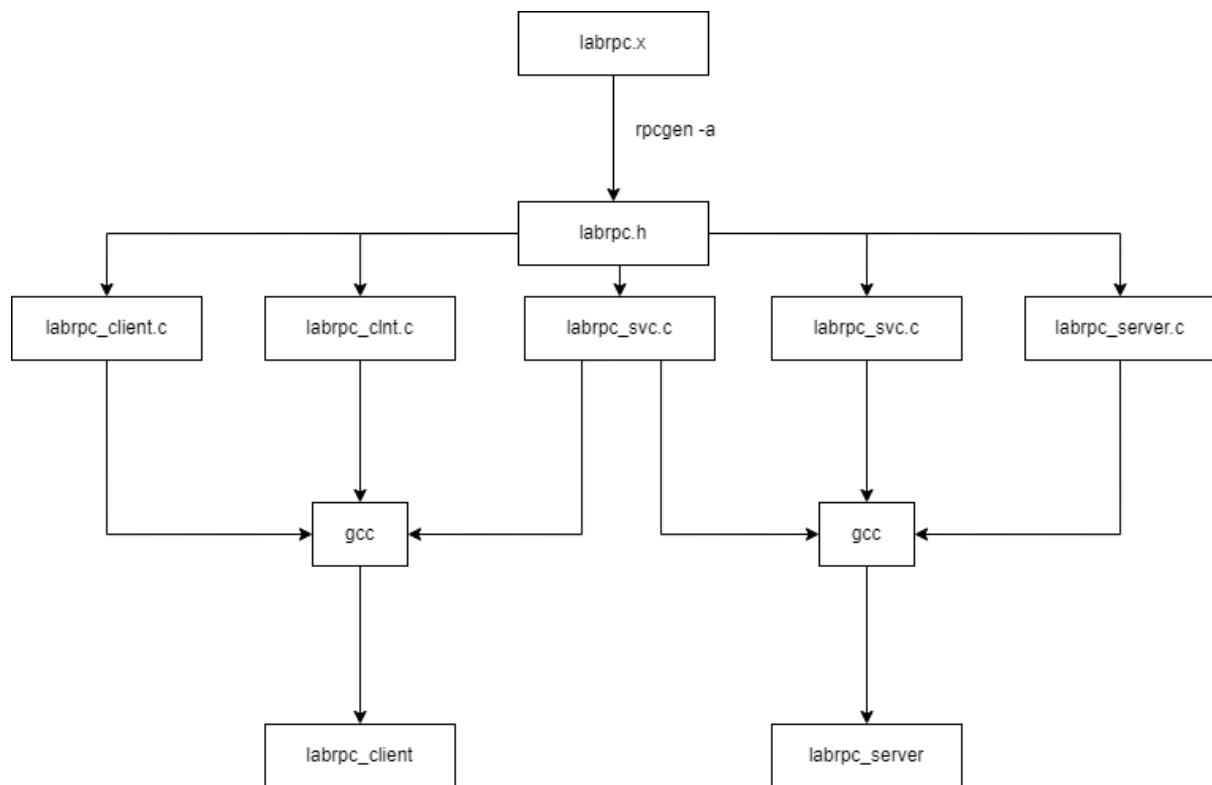 labrpc.x
rpcgen -a
labrpc.h
labrpc_client.c
labrpc_clnt.c
labrpc_svc.c
labrpc_svc.c
labrpc_server.c
gcc
gcc
labrpc_client
labrpc_server